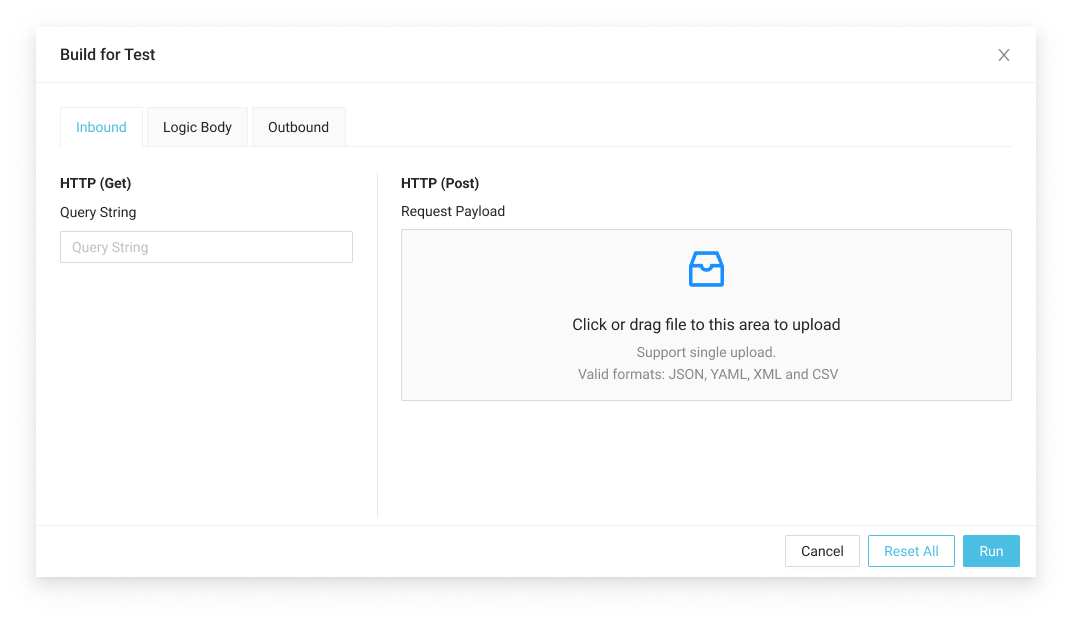 Build for Test
Inbound
Logic Body
Outbound
HTTP (Get)
Query String
Query String
HTTP (Post)
Request Payload
Click or drag file to this area to upload
Support single upload.
Valid formats: JSON, YAML, XML and CSV
Cancel
Reset All
Run